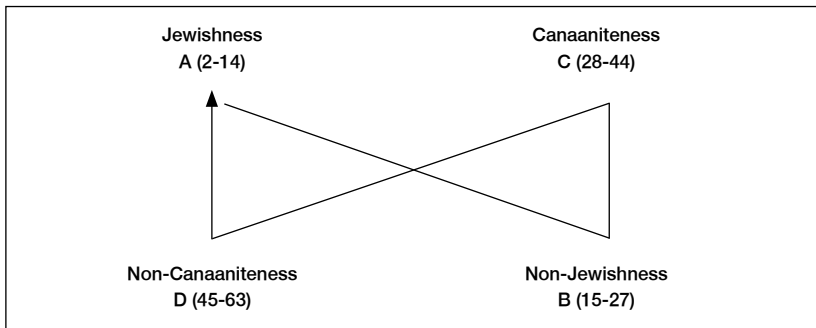 Jewishness
A (2-14)
Canaaniteness
C (28-44)
Non-Canaaniteness
D (45-63)
Non-Jewishness
B (15-27)